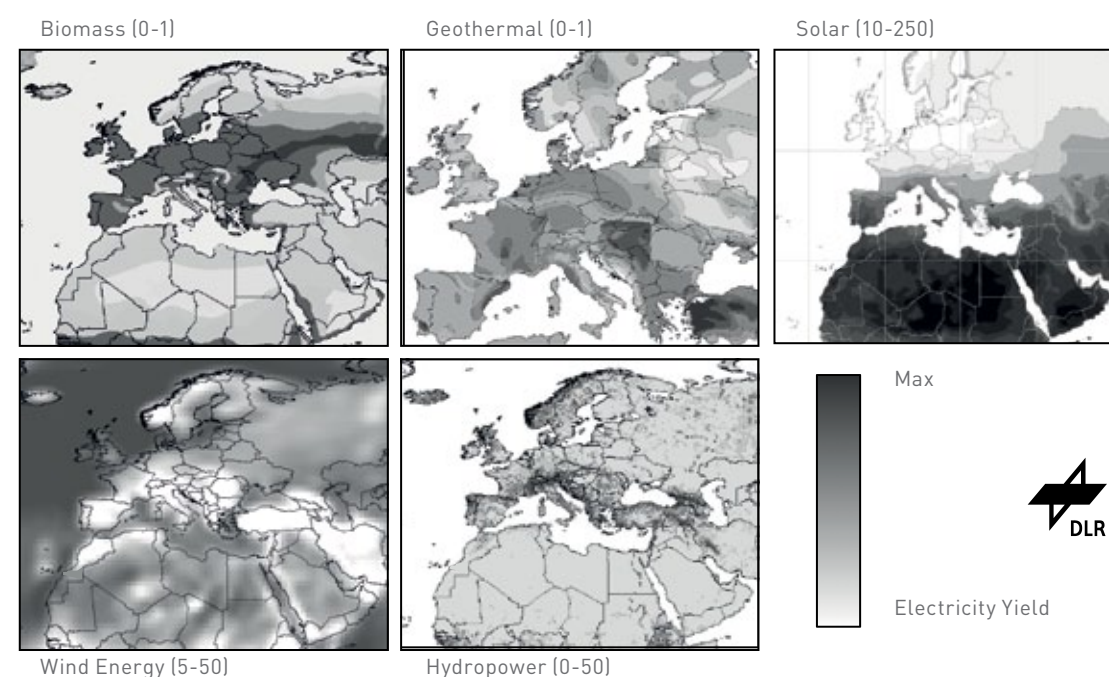 Biomass (0-1)
Geothermal (0-1)
Solar (10-250)
Max
DLR
Electricity Yield
Wind Energy (5-50)
Hydropower (0-50)